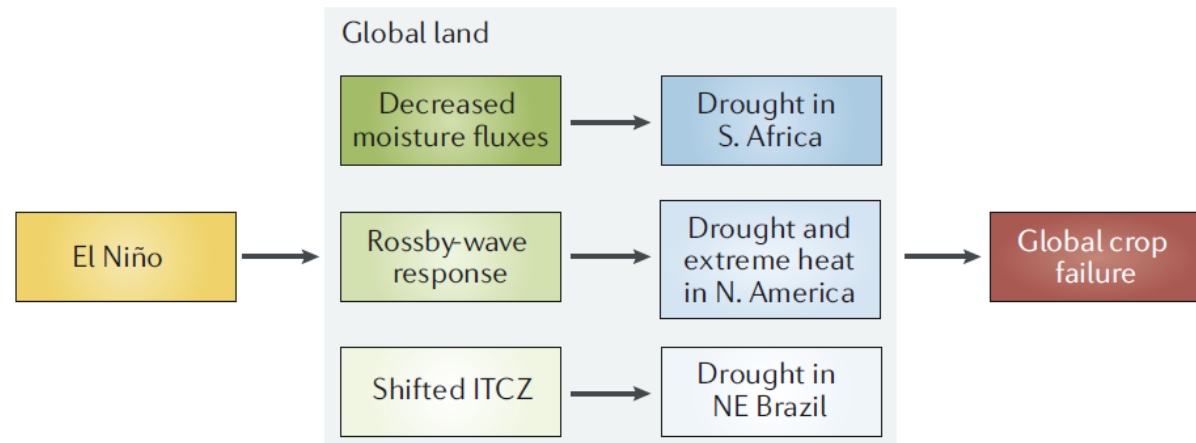 Global land
Decreased
moisture fluxes
Drought in
S. Africa
El Niño
Rossby-wave
response
Drought and
extreme heat
in N. America
Global crop
failure
Shifted ITCZ
Drought in
NE Brazil